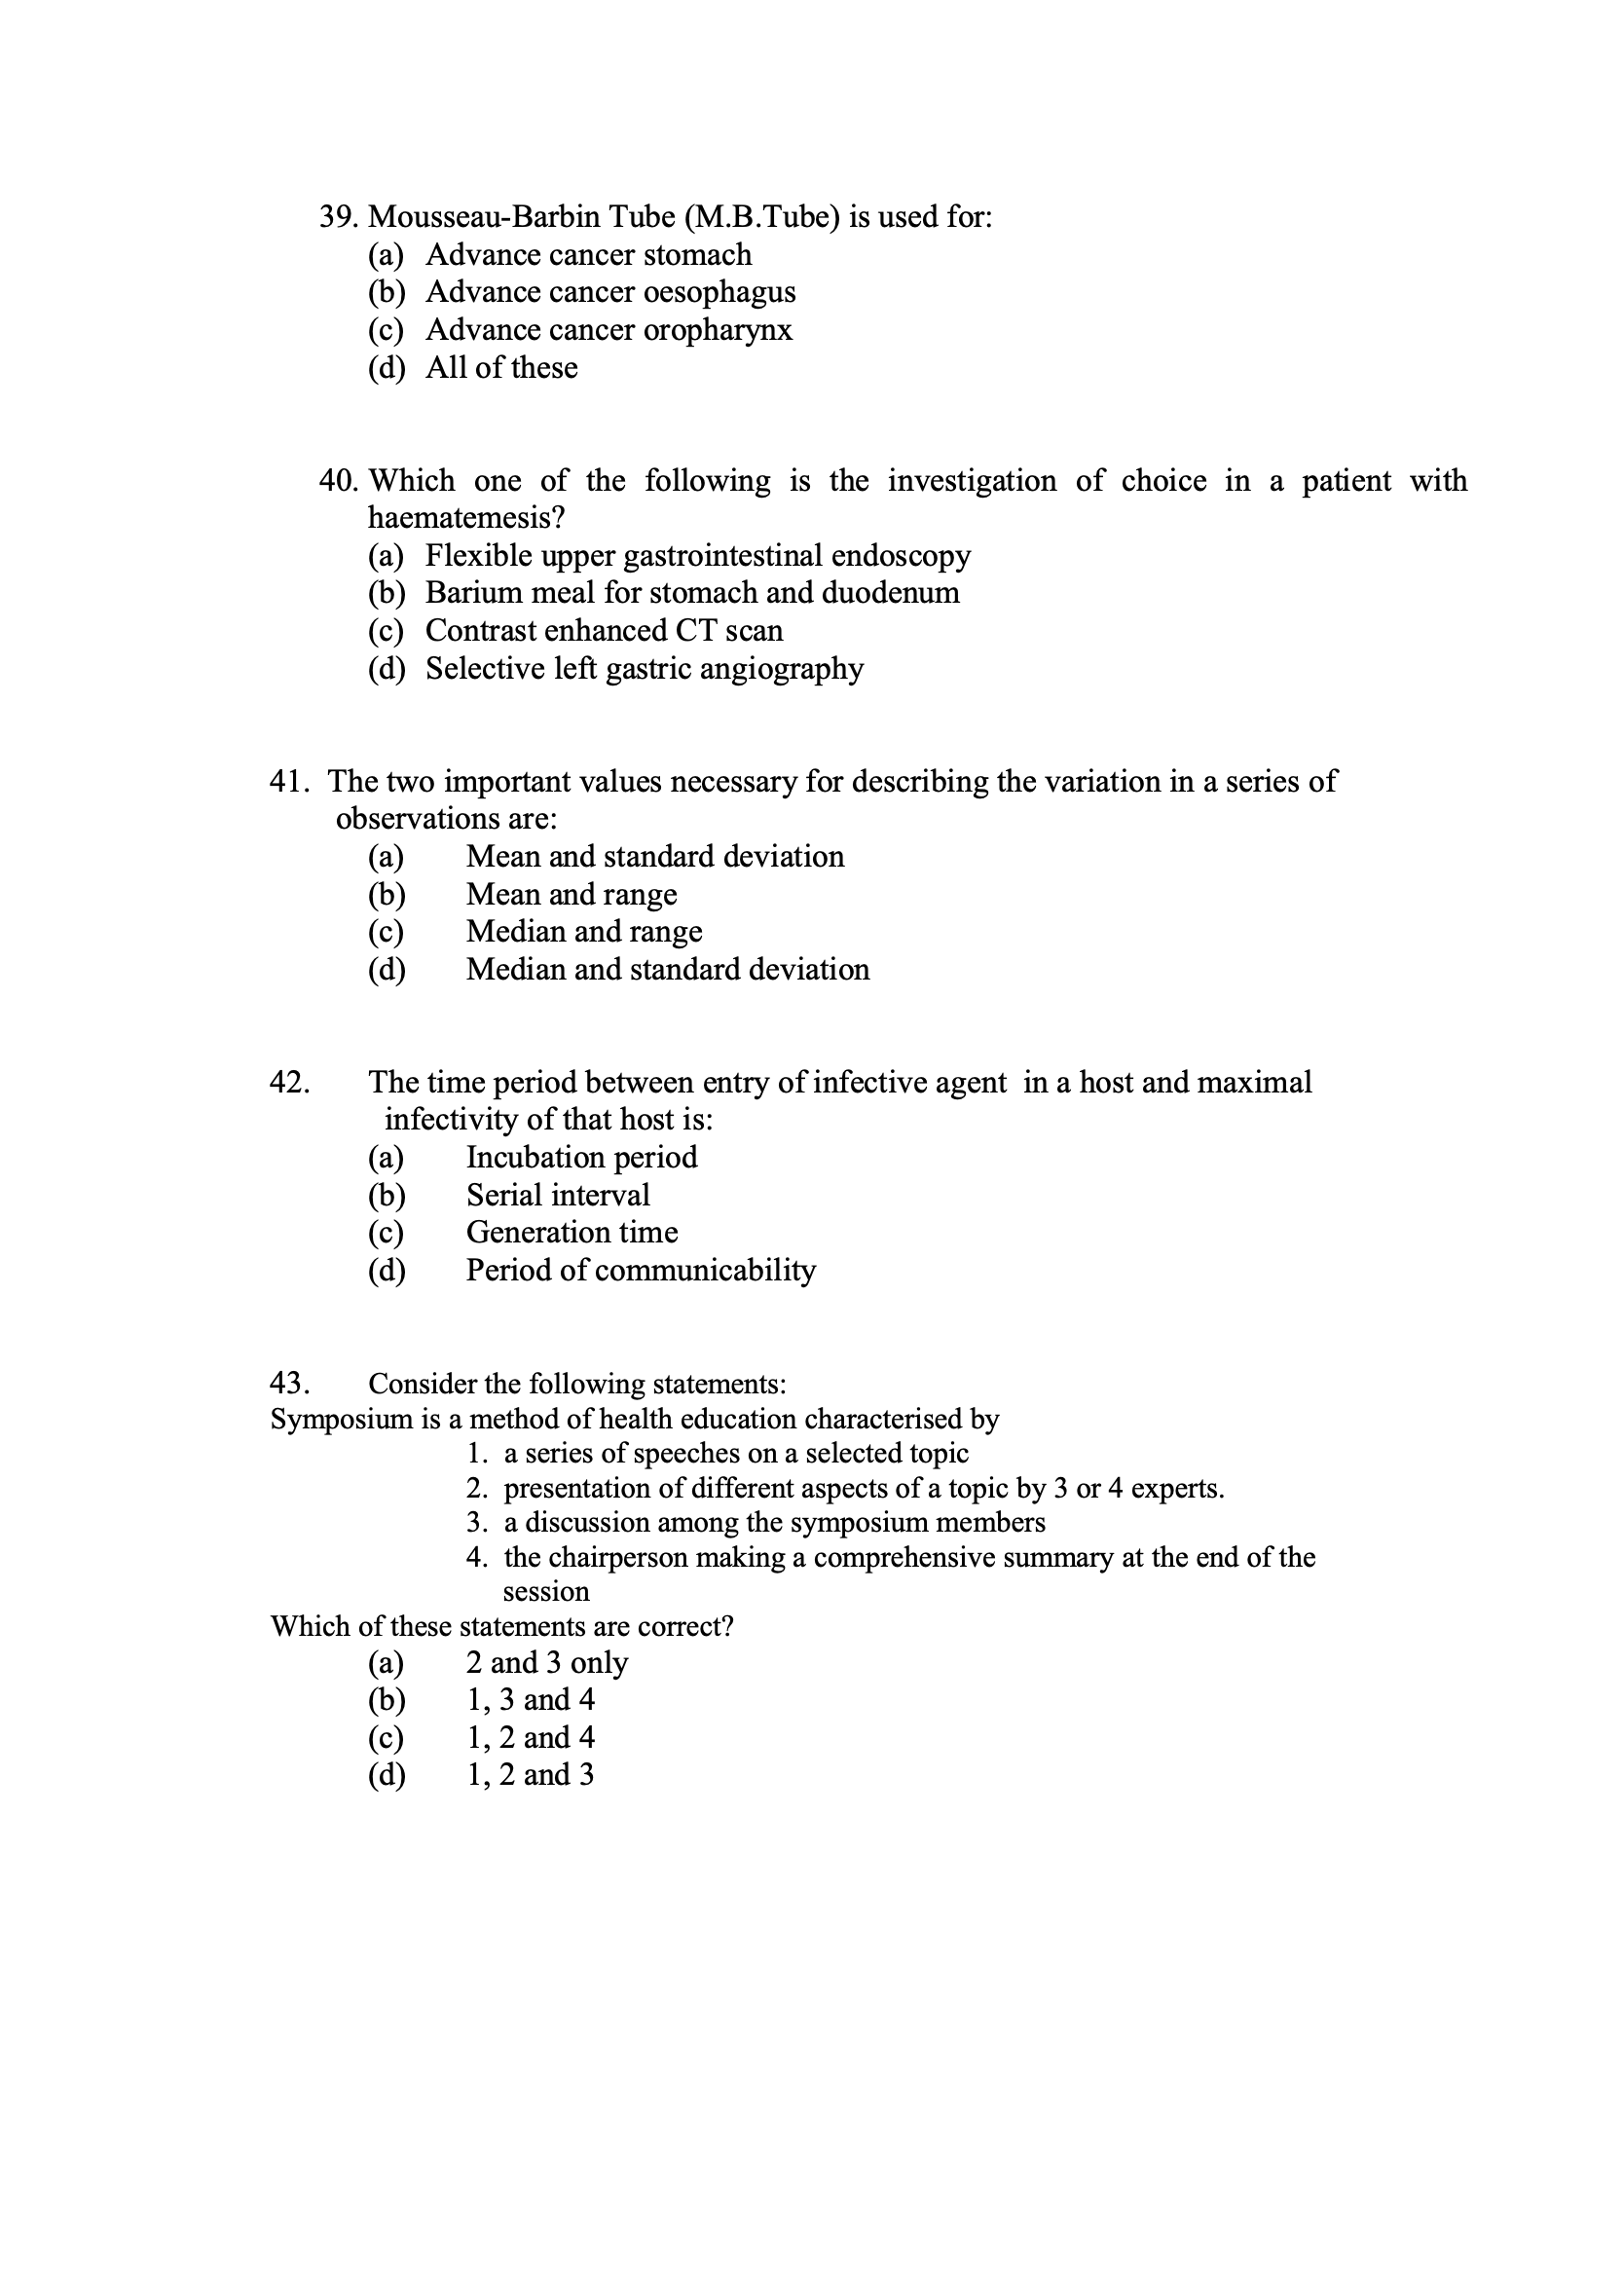 39. Mousseau-Barbin Tube (M.B.Tube) is used for:
(a) Advance cancer stomach
(b) Advance cancer oesophagus
(c) Advance cancer oropharynx
(d) All of these
40. Which one of the following is the investigation of choice in a patient with
haematemesis?
(a) Flexible upper gastrointestinal endoscopy
(b) Barium meal for stomach and duodenum
(c) Contrast enhanced CT scan
(d) Selective left gastric angiography
41. The two important values necessary for describing the variation in a series of
observations are:
(a) Mean and standard deviation
(b) Mean and range
(c) Median and range
(d) Median and standard deviation
42. The time period between entry of infective agent in a host and maximal
infectivity of that host is:
(a) Incubation period
(b) Serial interval
(c) Generation time
(d) Period of communicability
43. Consider the following statements:
Symposium is a method of health education characterised by
1. a series of speeches on a selected topic
2. presentation of different aspects of a topic by 3 or 4 experts.
3. a discussion among the symposium members
4. the chairperson making a comprehensive summary at the end of the
session
Which of these statements are correct?
(a) 2 and 3 only
(b) 1, 3 and 4
(c) 1, 2 and 4
(d) 1, 2 and 3